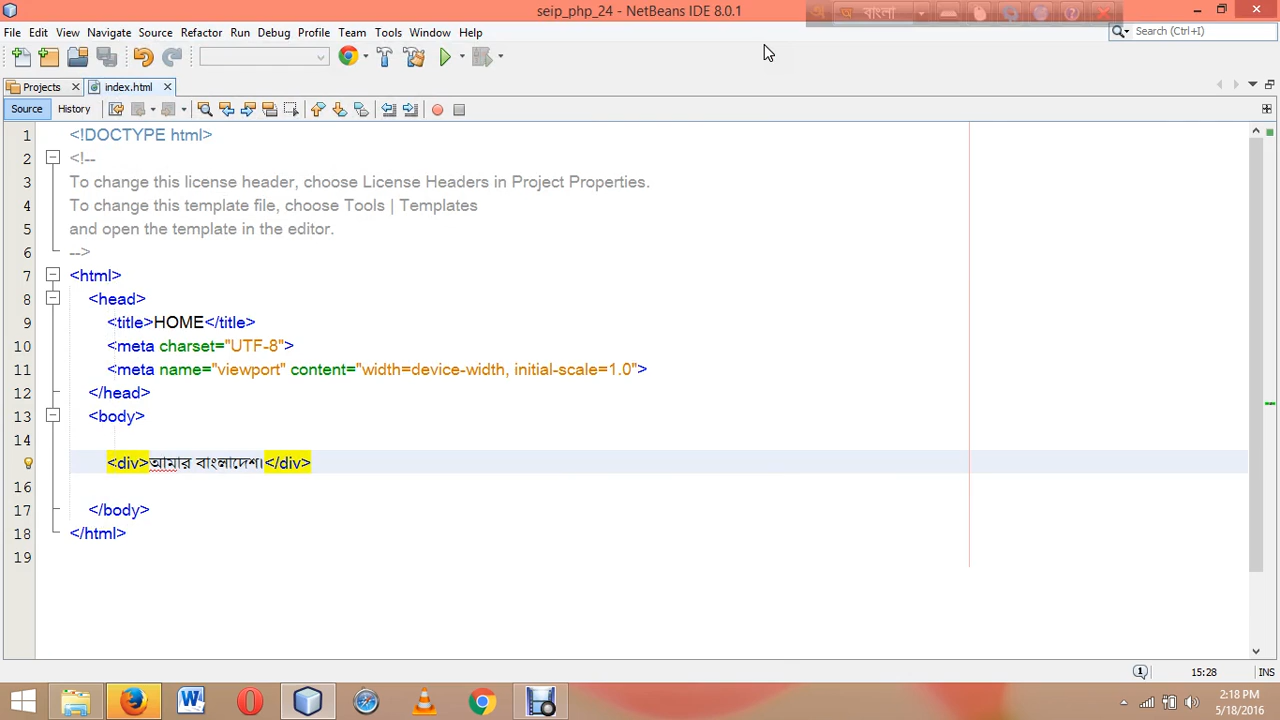 seip_php_24 - NetBeans IDE 8.0.1
বাংলা
File Edit View Navigate Source Refactor Run Debug Profile Team Tools Window Help
Search (Ctrl+I)
Projects index.html
Source History
1 <!DOCTYPE html>
2 <!--
3 To change this license header, choose License Headers in Project Properties.
4 To change this template file, choose Tools | Templates
5 and open the template in the editor.
6 -->
7 <html>
8 <head>
9 <title>HOME</title>
10 <meta charset="UTF-8">
11 <meta name="viewport" content="width=device-width, initial-scale=1.0">
12 </head>
13 <body>
14
<div>আমার বাংলাদেশ।</div>
16
17 </body>
18 </html>
19
15:28 INS
2:18 PM
5/18/2016